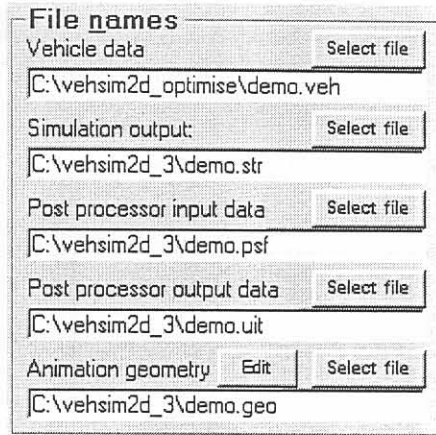 File names
Vehicle data Select file
C:\vehsim2d_optimise\demo.veh
Simulation output: Select file
C:\vehsim2d_3\demo.str
Post processor input data Select file
C:\vehsim2d_3\demo.psf
Post processor output data Select file
C:\vehsim2d_3\demo.uit
Animation geometry Edit Select file
C:\vehsim2d_3\demo.geo